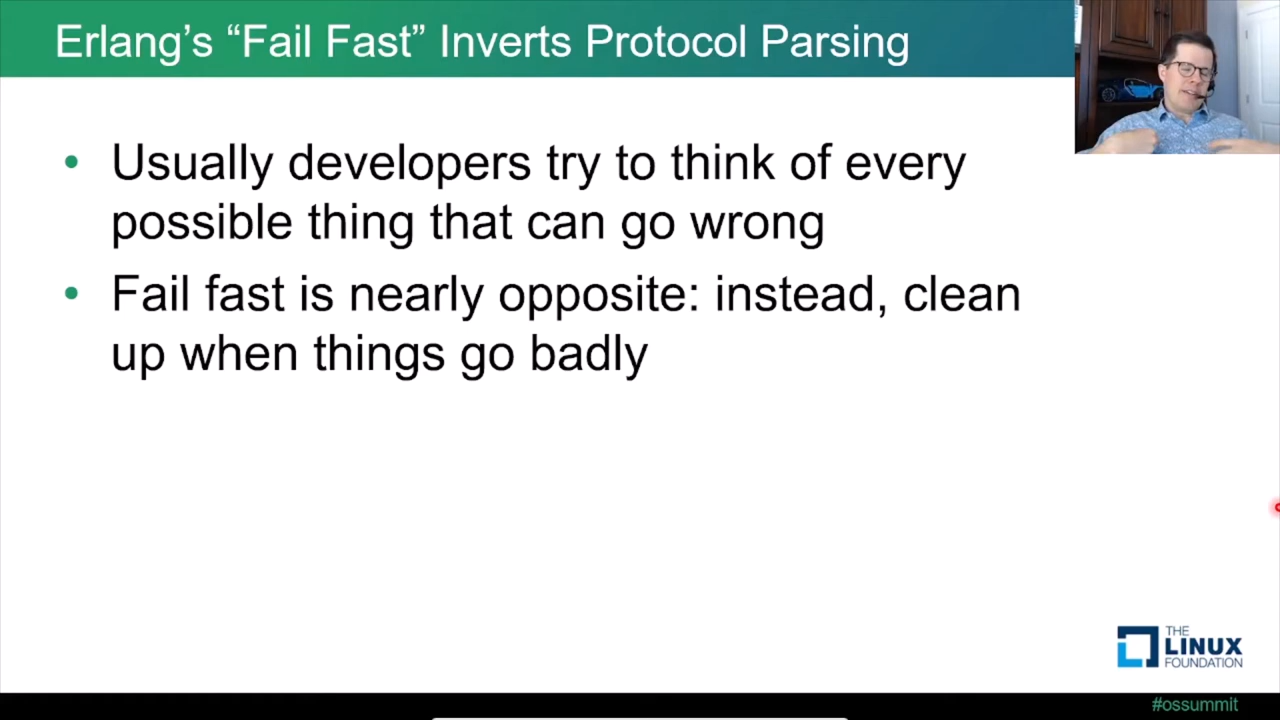 Erlang’s “Fail Fast” Inverts Protocol Parsing
• Usually developers try to think of every
possible thing that can go wrong
• Fail fast is nearly opposite: instead, clean
up when things go badly
THE
LINUX
FOUNDATION
#ossummit